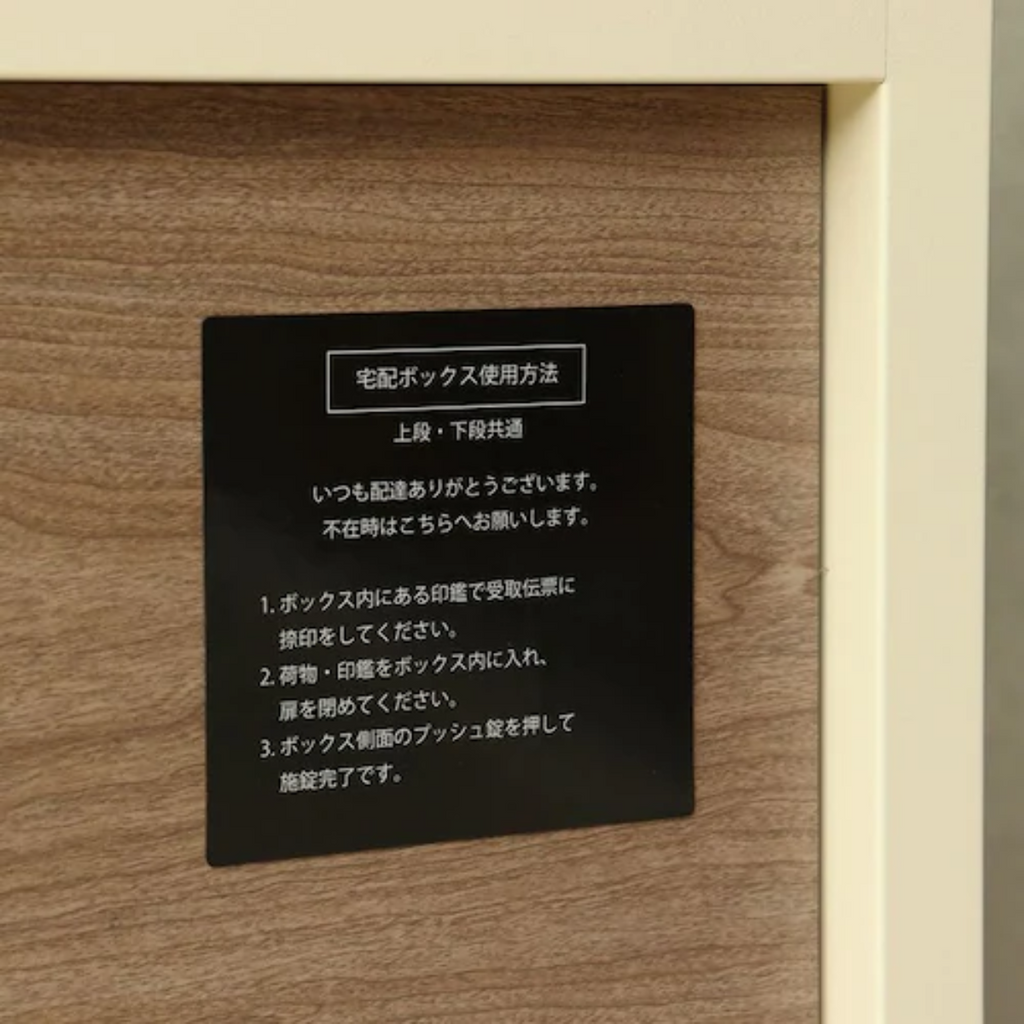 宅配ボックス使用方法
上段・下段共通
いつも配達ありがとうございます。
不在時はこちらへお願いします。
1. ボックス内にある印鑑で受取伝票に
捺印をしてください。
2. 荷物・印鑑をボックス内に入れ、
扉を閉めてください。
3. ボックス側面のプッシュ錠を押して
施錠完了です。